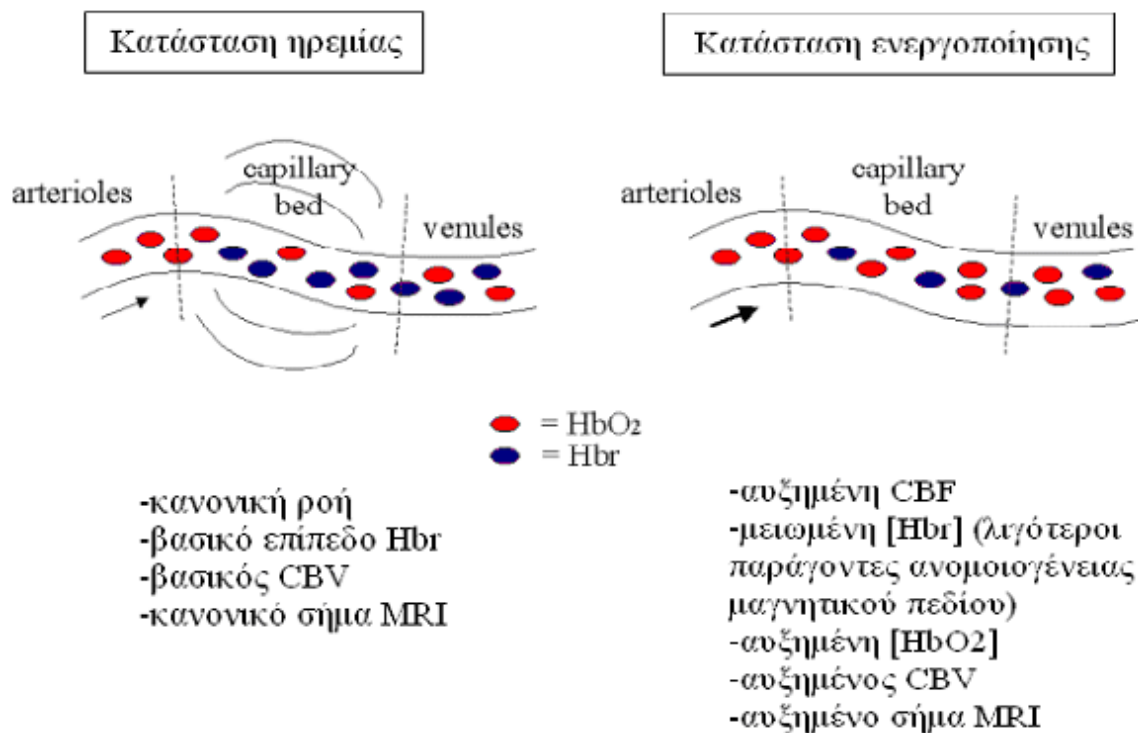 Κατάσταση ηρεμίας
Κατάσταση ενεργοποίησης
arterioles
capillary
bed
venules
arterioles
capillary
bed
venules
= HbO2
= Hbr
-κανονική ροή
-βασικό επίπεδο Hbr
-βασικός CBV
-κανονικό σήμα MRI
-αυξημένη CBF
-μειωμένη [Hbr] (λιγότεροι
παράγοντες ανομοιογένειας
μαγνητικού πεδίου)
-αυξημένη [HbO2]
-αυξημένος CBV
-αυξημένο σήμα MRI